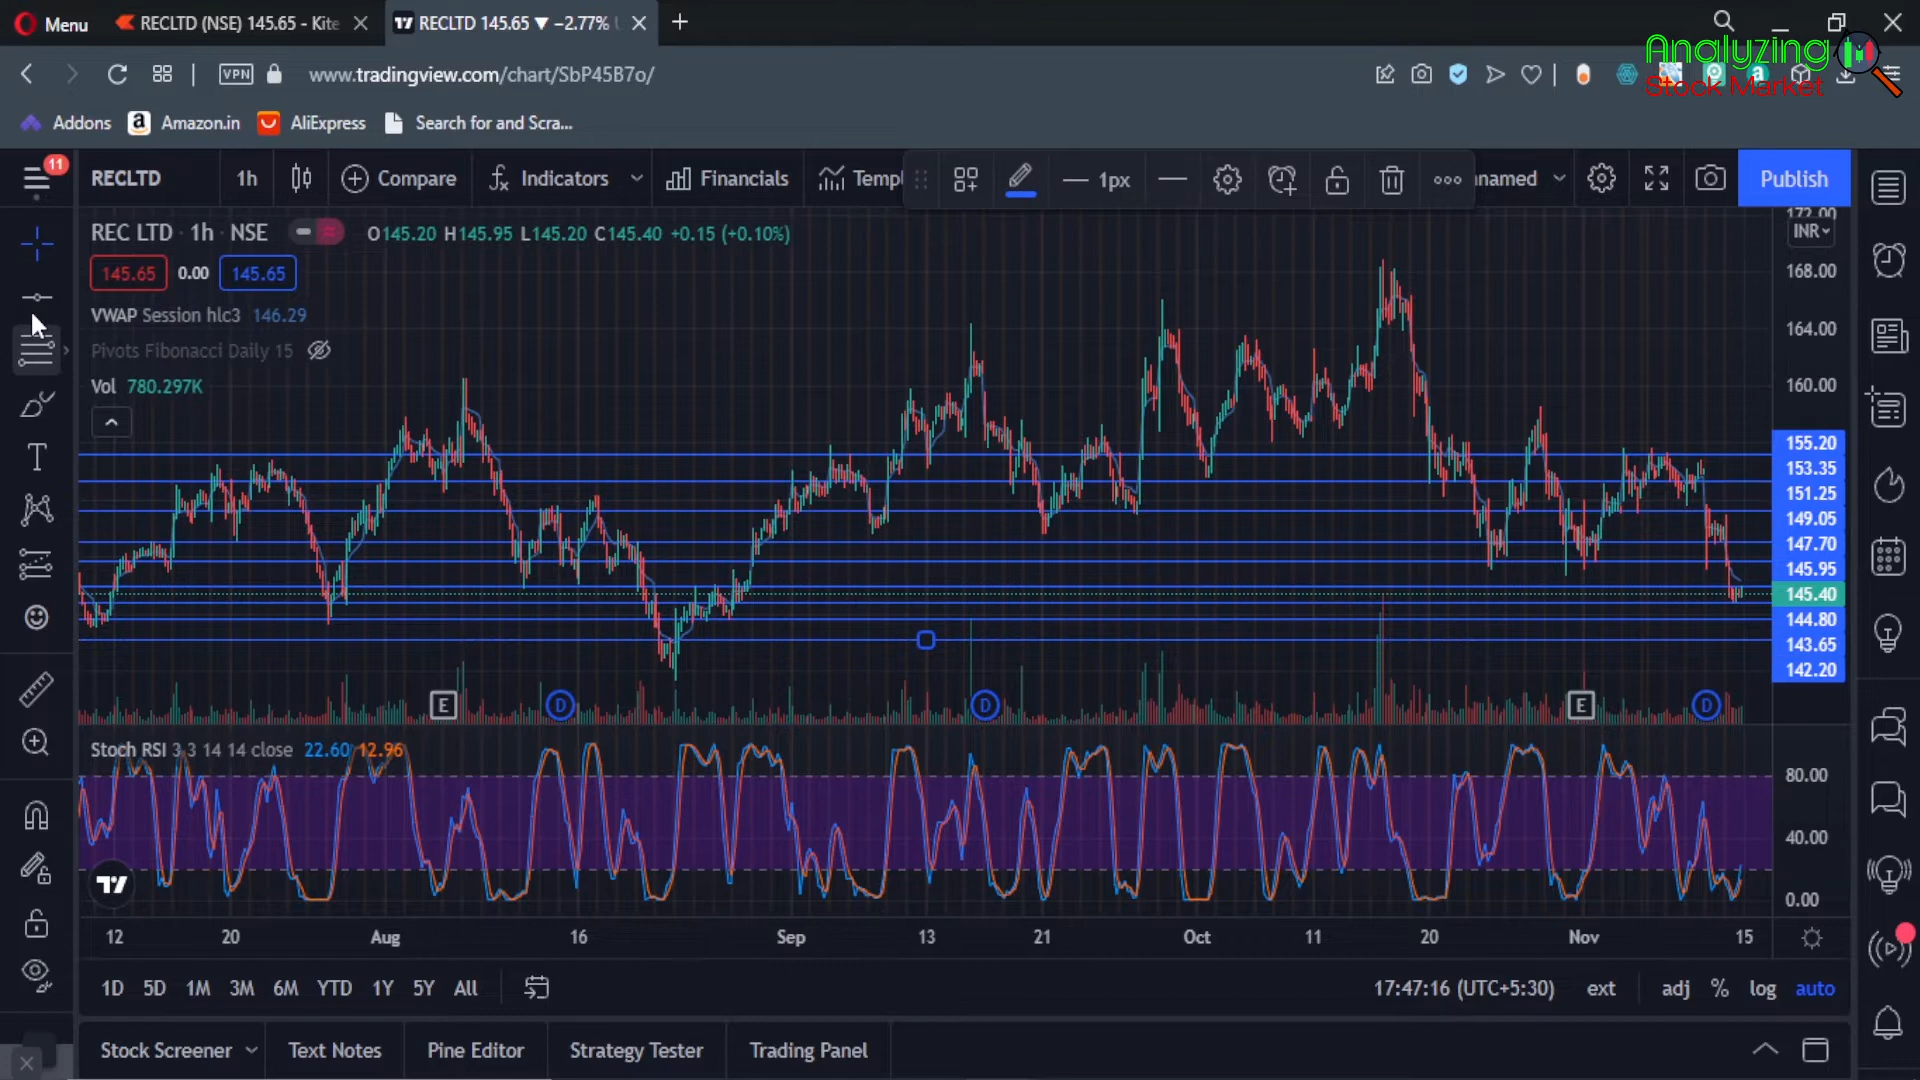 Menu
RECLTD (NSE) 145.65 - Kite
RECLTD 145.65 ▼ −2.77%
Analyzing
Stock Market
VPN
www.tradingview.com/chart/SbP45B7o/
Addons
Amazon.in
AliExpress
Search for and Scra...
11
RECLTD
1h
Compare
Indicators
Financials
Templ
1px
nnamed
Publish
REC LTD · 1h · NSE
O145.20 H145.95 L145.20 C145.40 +0.15 (+0.10%)
145.65 0.00 145.65
VWAP Session hlc3 146.29
Pivots Fibonacci Daily 15
Vol 780.297K
172.00
INR
168.00
164.00
160.00
155.20
153.35
151.25
149.05
147.70
145.95
145.40
144.80
143.65
142.20
E D D E D
Stoch RSI 3 3 14 14 close 22.60 12.96
80.00
40.00
0.00
12 20 Aug 16 Sep 13 21 Oct 11 20 Nov 15
1D 5D 1M 3M 6M YTD 1Y 5Y All
17:47:16 (UTC+5:30) ext adj % log auto
Stock Screener Text Notes Pine Editor Strategy Tester Trading Panel